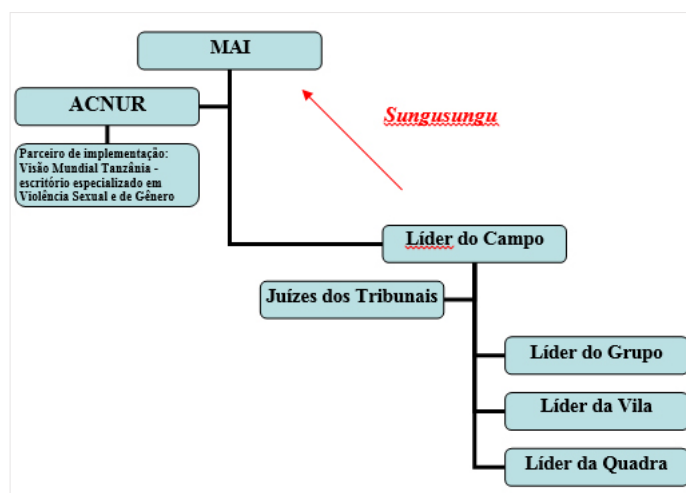 MAI
ACNUR
Sungusungu
Parceiro de implementação:
Visão Mundial Tanzânia -
escritório especializado em
Violência Sexual e de Gênero
Líder do Campo
Juízes dos Tribunais
Líder do Grupo
Líder da Vila
Líder da Quadra